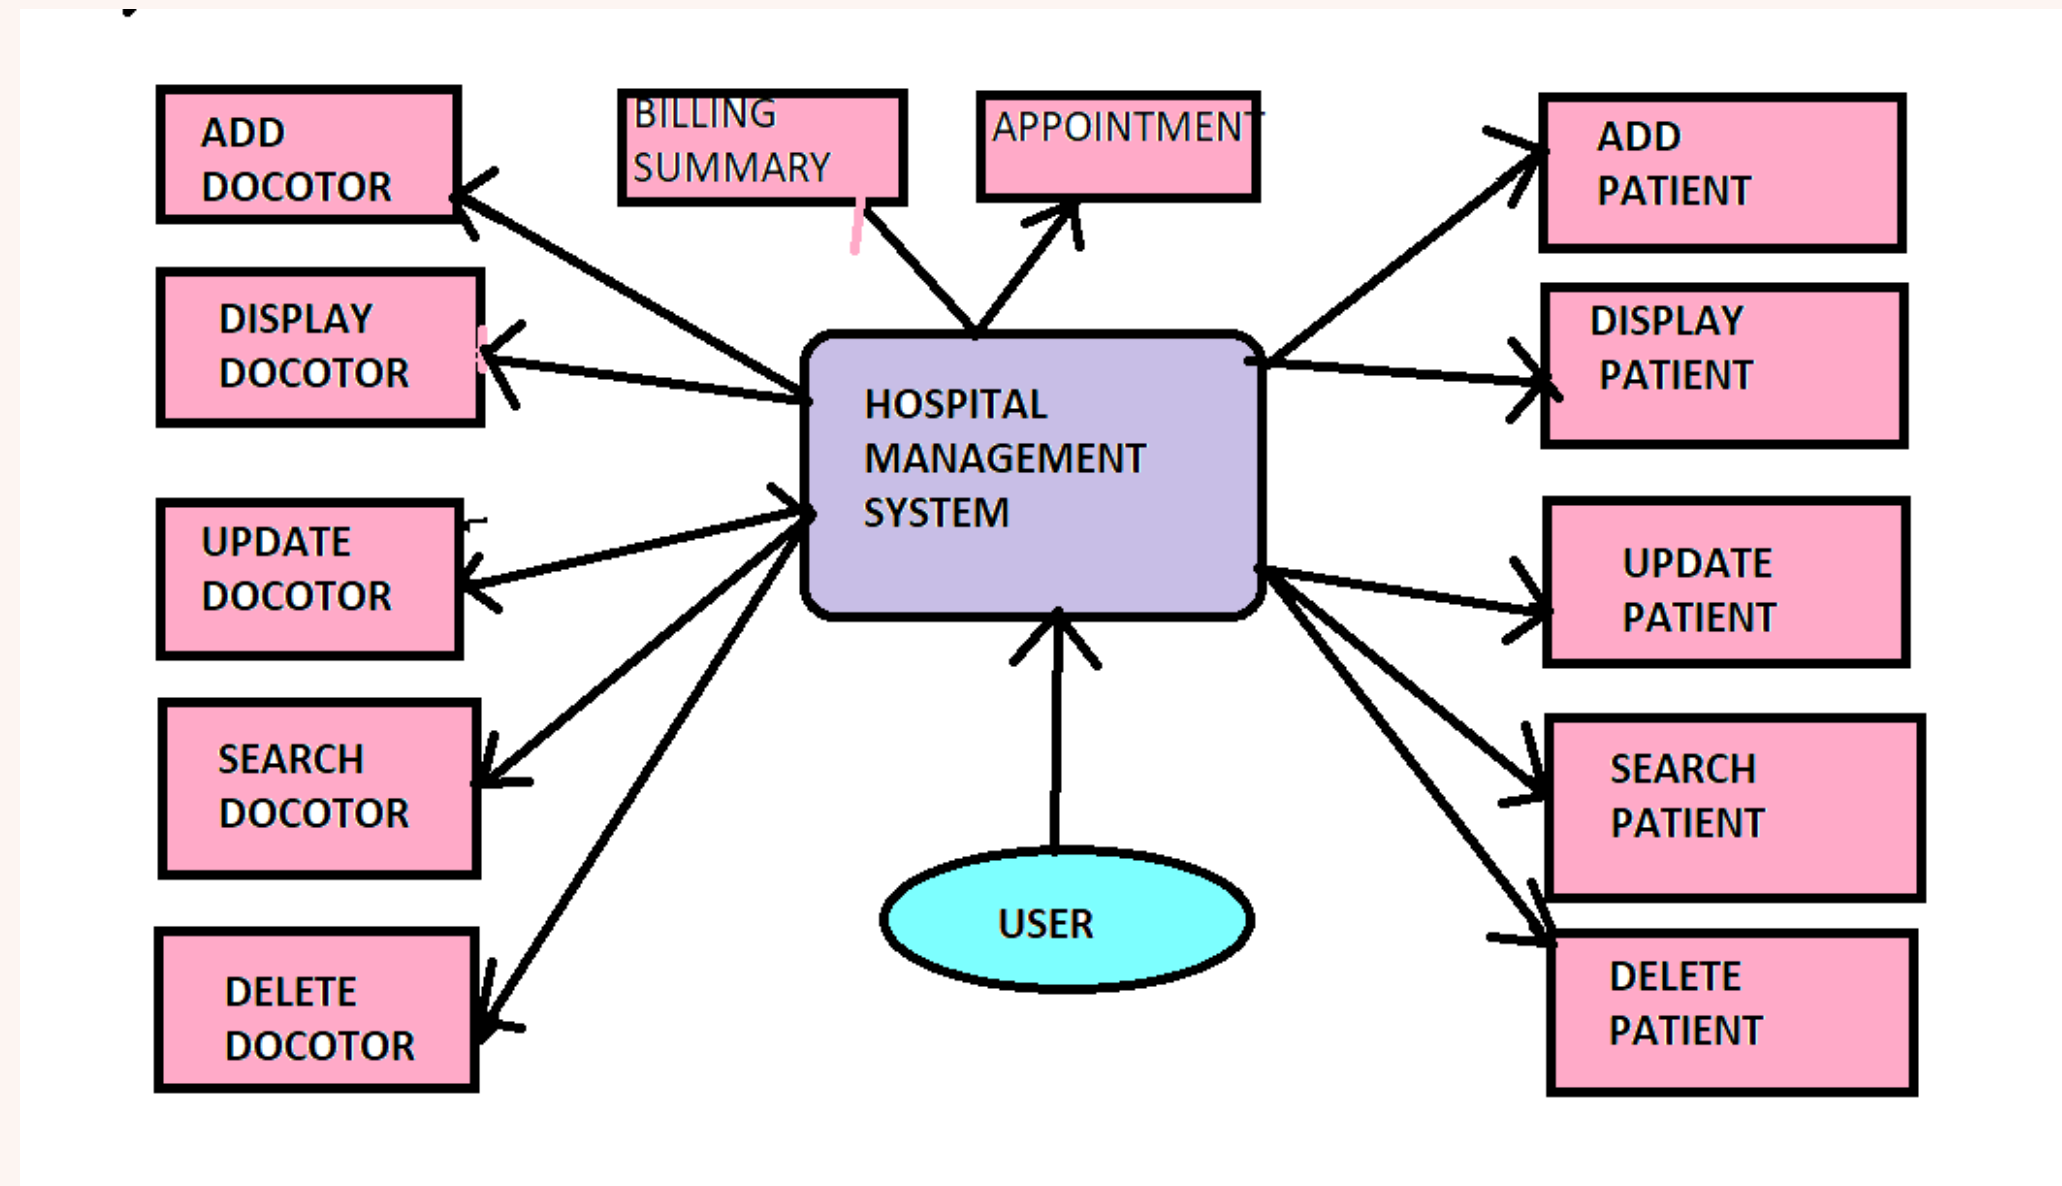 ADD
DOCOTOR
BILLING
SUMMARY
APPOINTMENT
ADD
PATIENT
DISPLAY
DOCOTOR
DISPLAY
PATIENT
HOSPITAL
MANAGEMENT
SYSTEM
UPDATE
DOCOTOR
UPDATE
PATIENT
SEARCH
DOCOTOR
SEARCH
PATIENT
USER
DELETE
DOCOTOR
DELETE
PATIENT